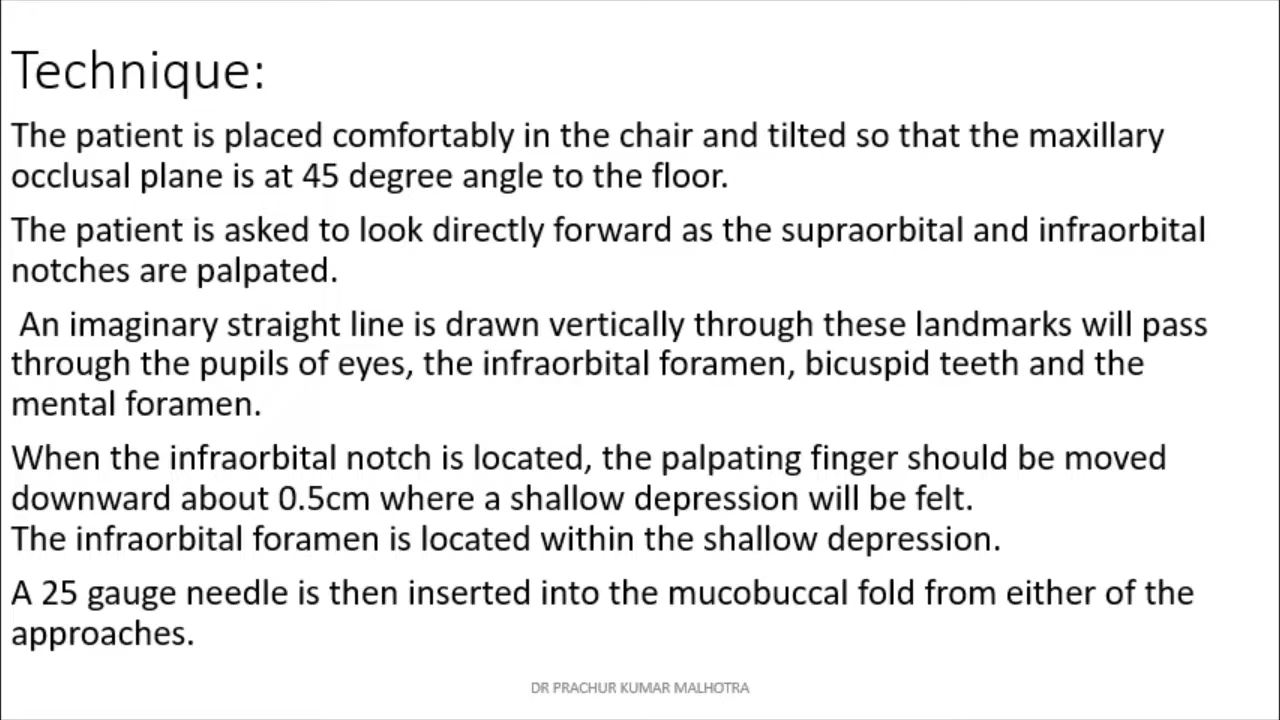 Technique:
The patient is placed comfortably in the chair and tilted so that the maxillary
occlusal plane is at 45 degree angle to the floor.
The patient is asked to look directly forward as the supraorbital and infraorbital
notches are palpated.
An imaginary straight line is drawn vertically through these landmarks will pass
through the pupils of eyes, the infraorbital foramen, bicuspid teeth and the
mental foramen.
When the infraorbital notch is located, the palpating finger should be moved
downward about 0.5cm where a shallow depression will be felt.
The infraorbital foramen is located within the shallow depression.
A 25 gauge needle is then inserted into the mucobuccal fold from either of the
approaches.
DR PRACHUR KUMAR MALHOTRA